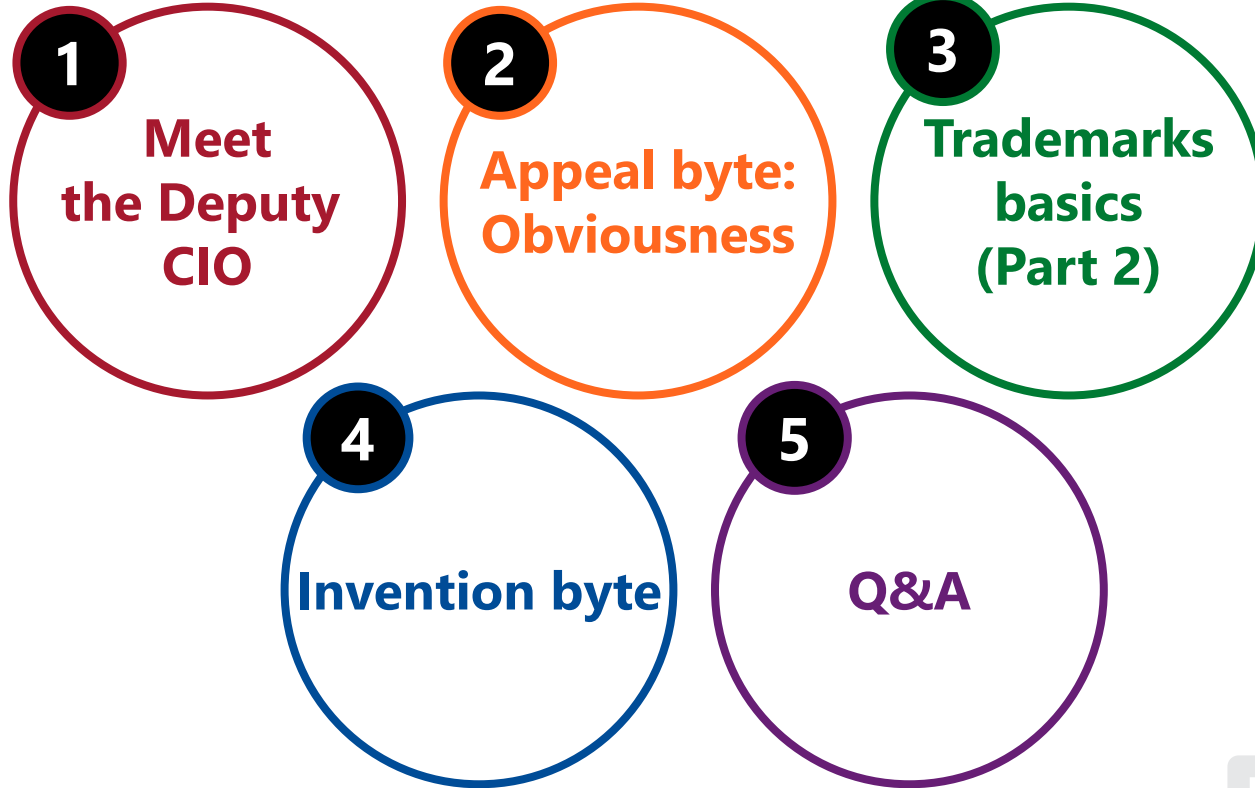 1
Meet
the Deputy
CIO
2
Appeal byte:
Obviousness
3
Trademarks
basics
(Part 2)
4
Invention byte
5
Q&A